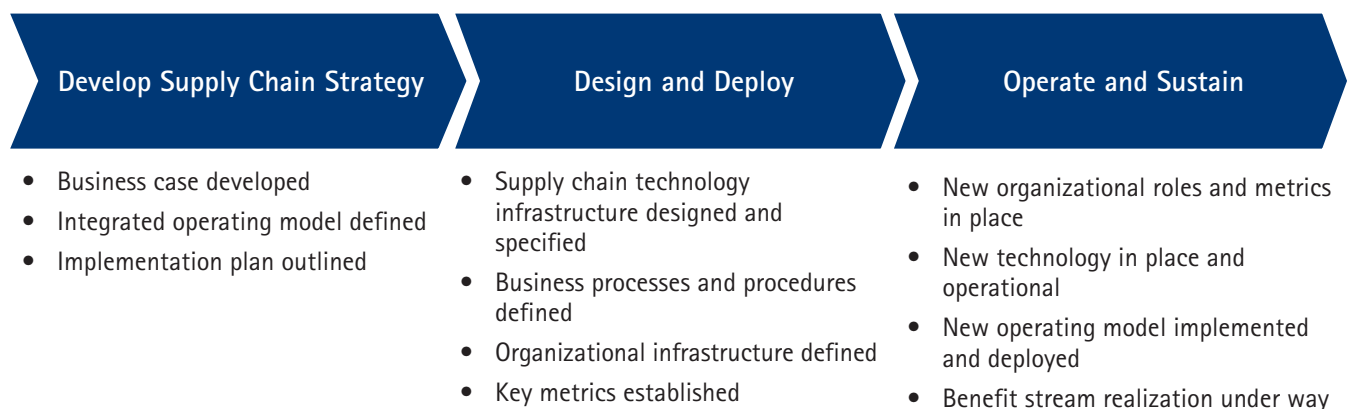 Develop Supply Chain Strategy
• Business case developed
• Integrated operating model defined
• Implementation plan outlined
Design and Deploy
• Supply chain technology
infrastructure designed and
specified
• Business processes and procedures
defined
• Organizational infrastructure defined
• Key metrics established
Operate and Sustain
• New organizational roles and metrics
in place
• New technology in place and
operational
• New operating model implemented
and deployed
• Benefit stream realization under way